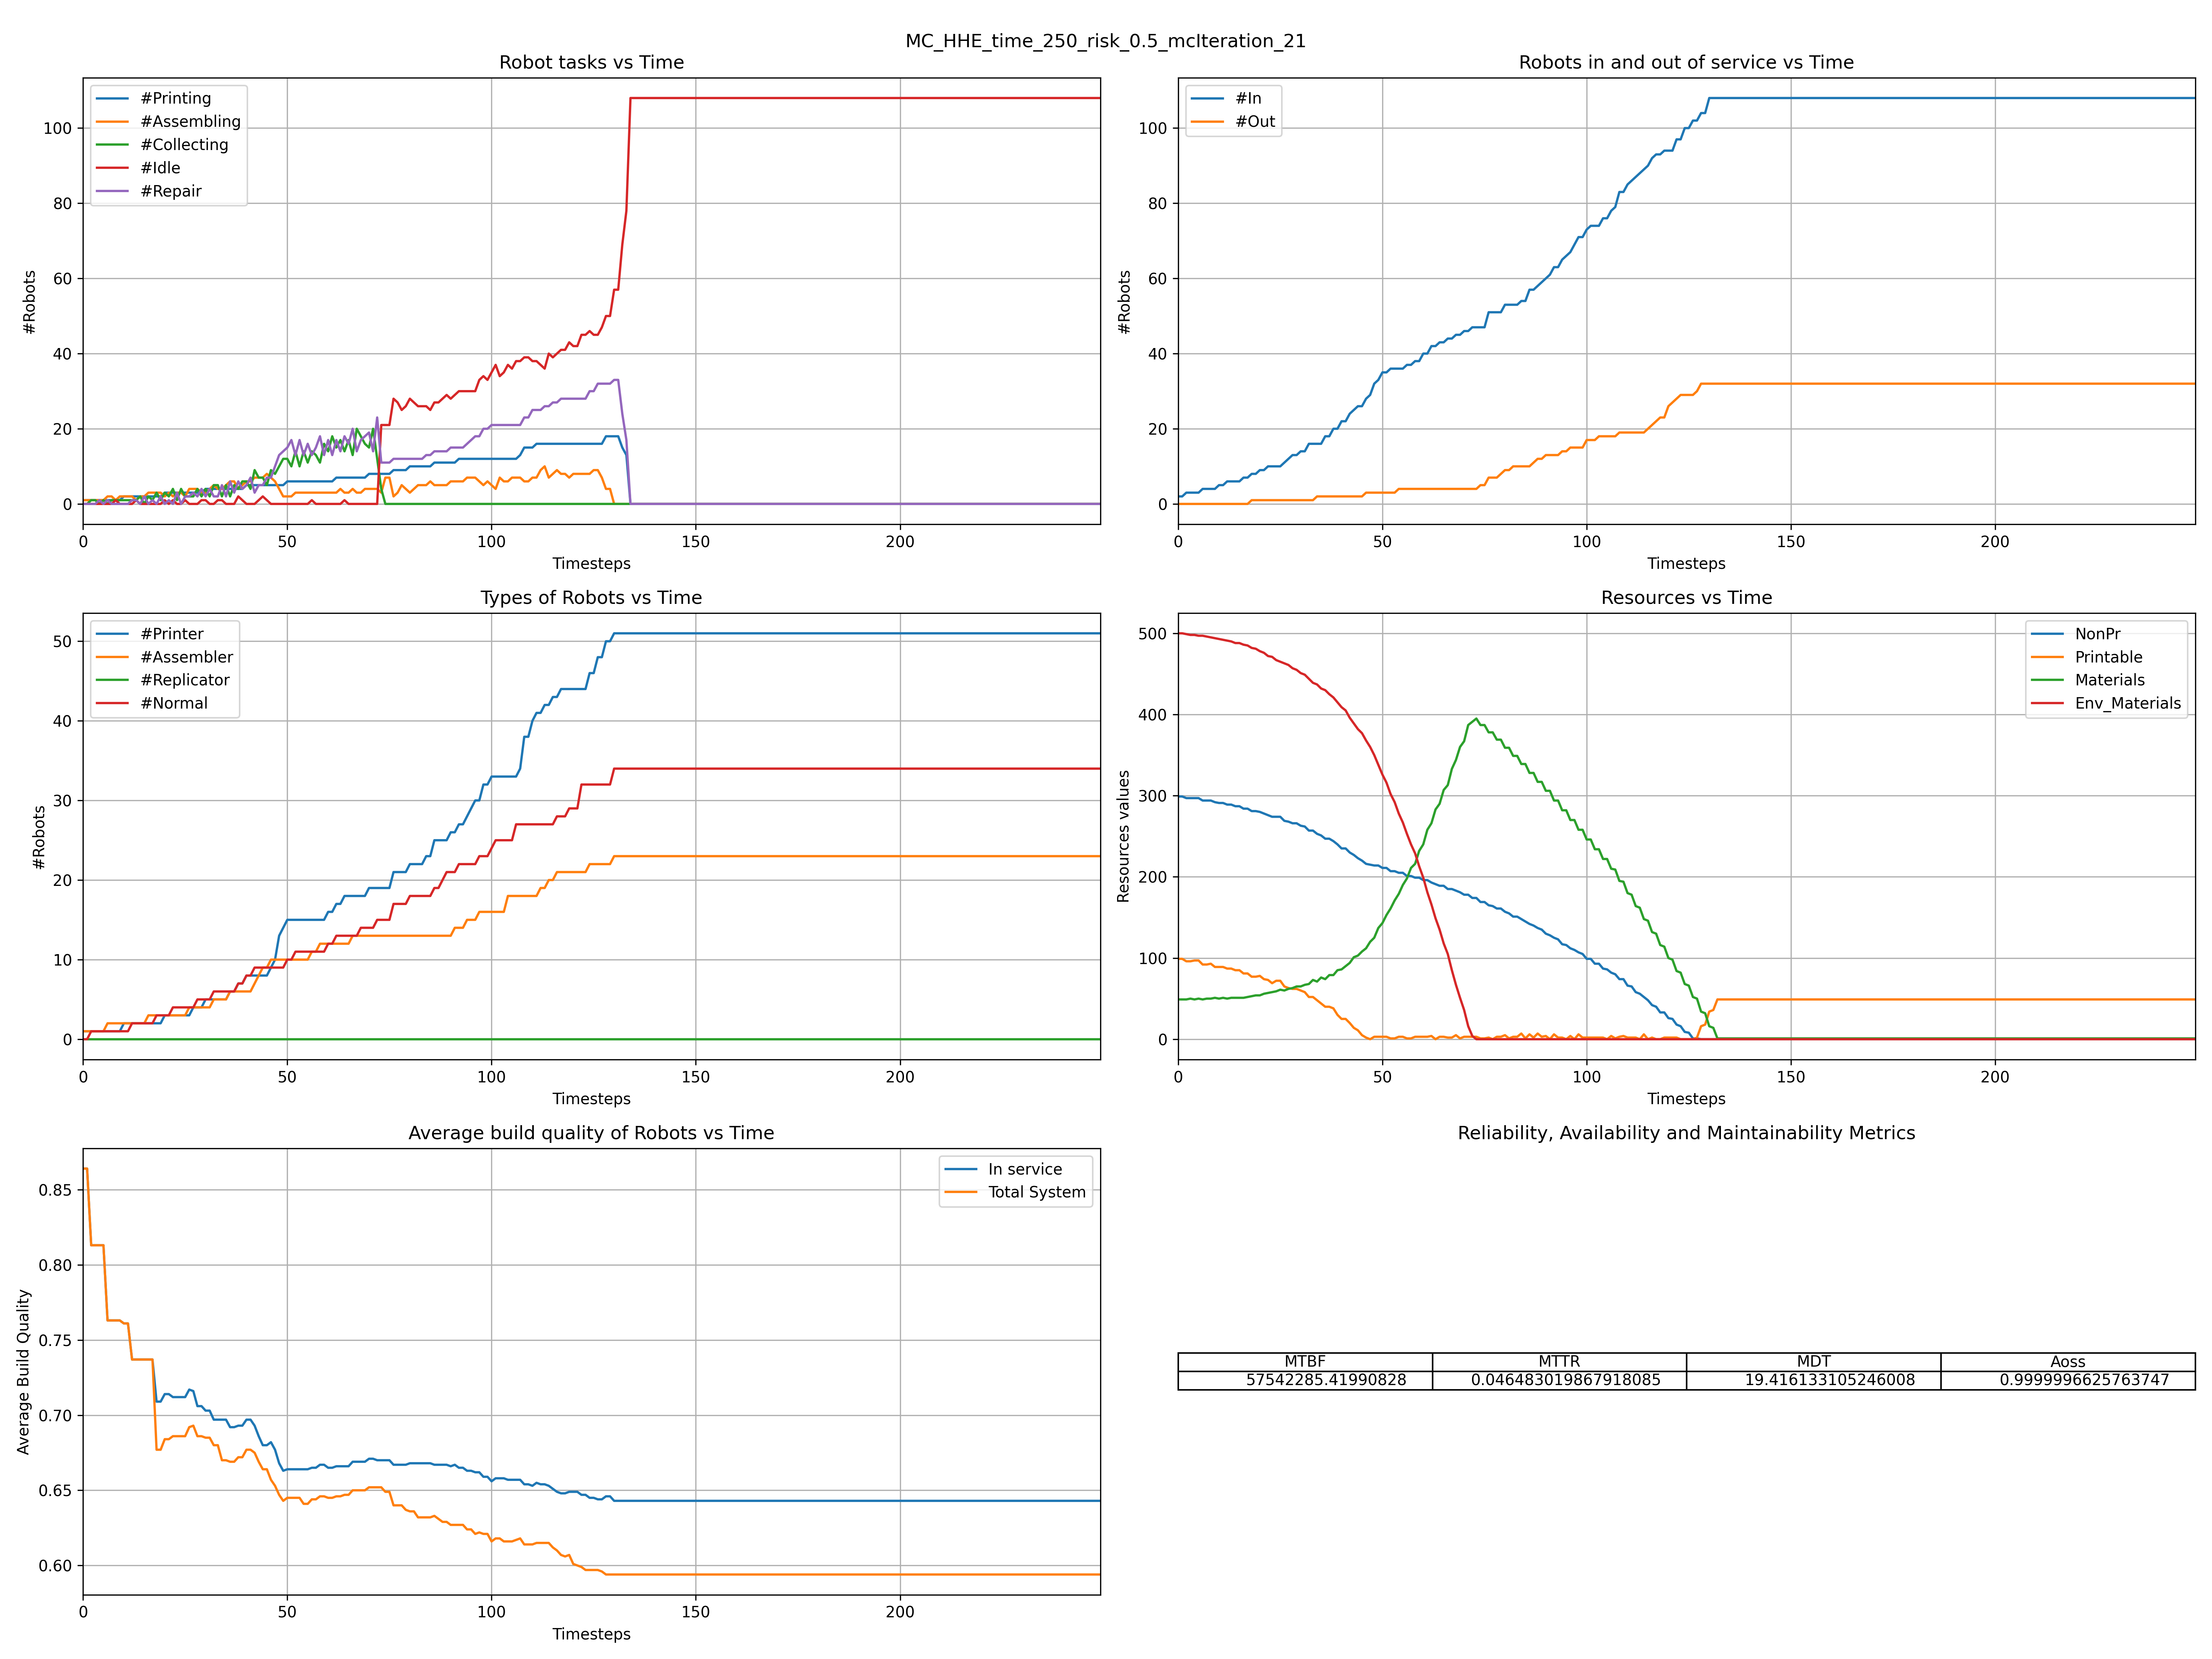 MC_HHE_time_250_risk_0.5_mcIteration_21
Robot tasks vs Time
#Printing
#Assembling
#Collecting
#Idle
#Repair
#Robots
100
80
60
40
20
0
0 50 100 150 200
Timesteps
Robots in and out of service vs Time
#In
#Out
#Robots
100
80
60
40
20
0
0 50 100 150 200
Timesteps
Types of Robots vs Time
#Printer
#Assembler
#Replicator
#Normal
#Robots
50
40
30
20
10
0
0 50 100 150 200
Timesteps
Resources vs Time
NonPr
Printable
Materials
Env_Materials
Resources values
500
400
300
200
100
0
0 50 100 150 200
Timesteps
Average build quality of Robots vs Time
In service
Total System
Average Build Quality
0.85
0.80
0.75
0.70
0.65
0.60
0 50 100 150 200
Timesteps
Reliability, Availability and Maintainability Metrics
MTBF MTTR MDT Aoss
57542285.41990828 0.046483019867918085 19.416133105246008 0.9999996625763747